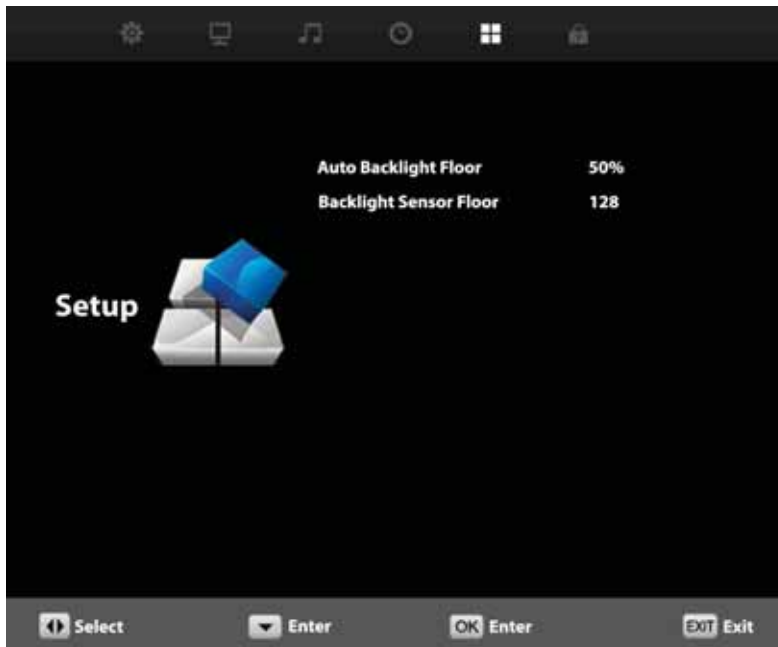 Auto Backlight Floor 50%
Backlight Sensor Floor 128
Setup
Select Enter OK Enter EXIT Exit